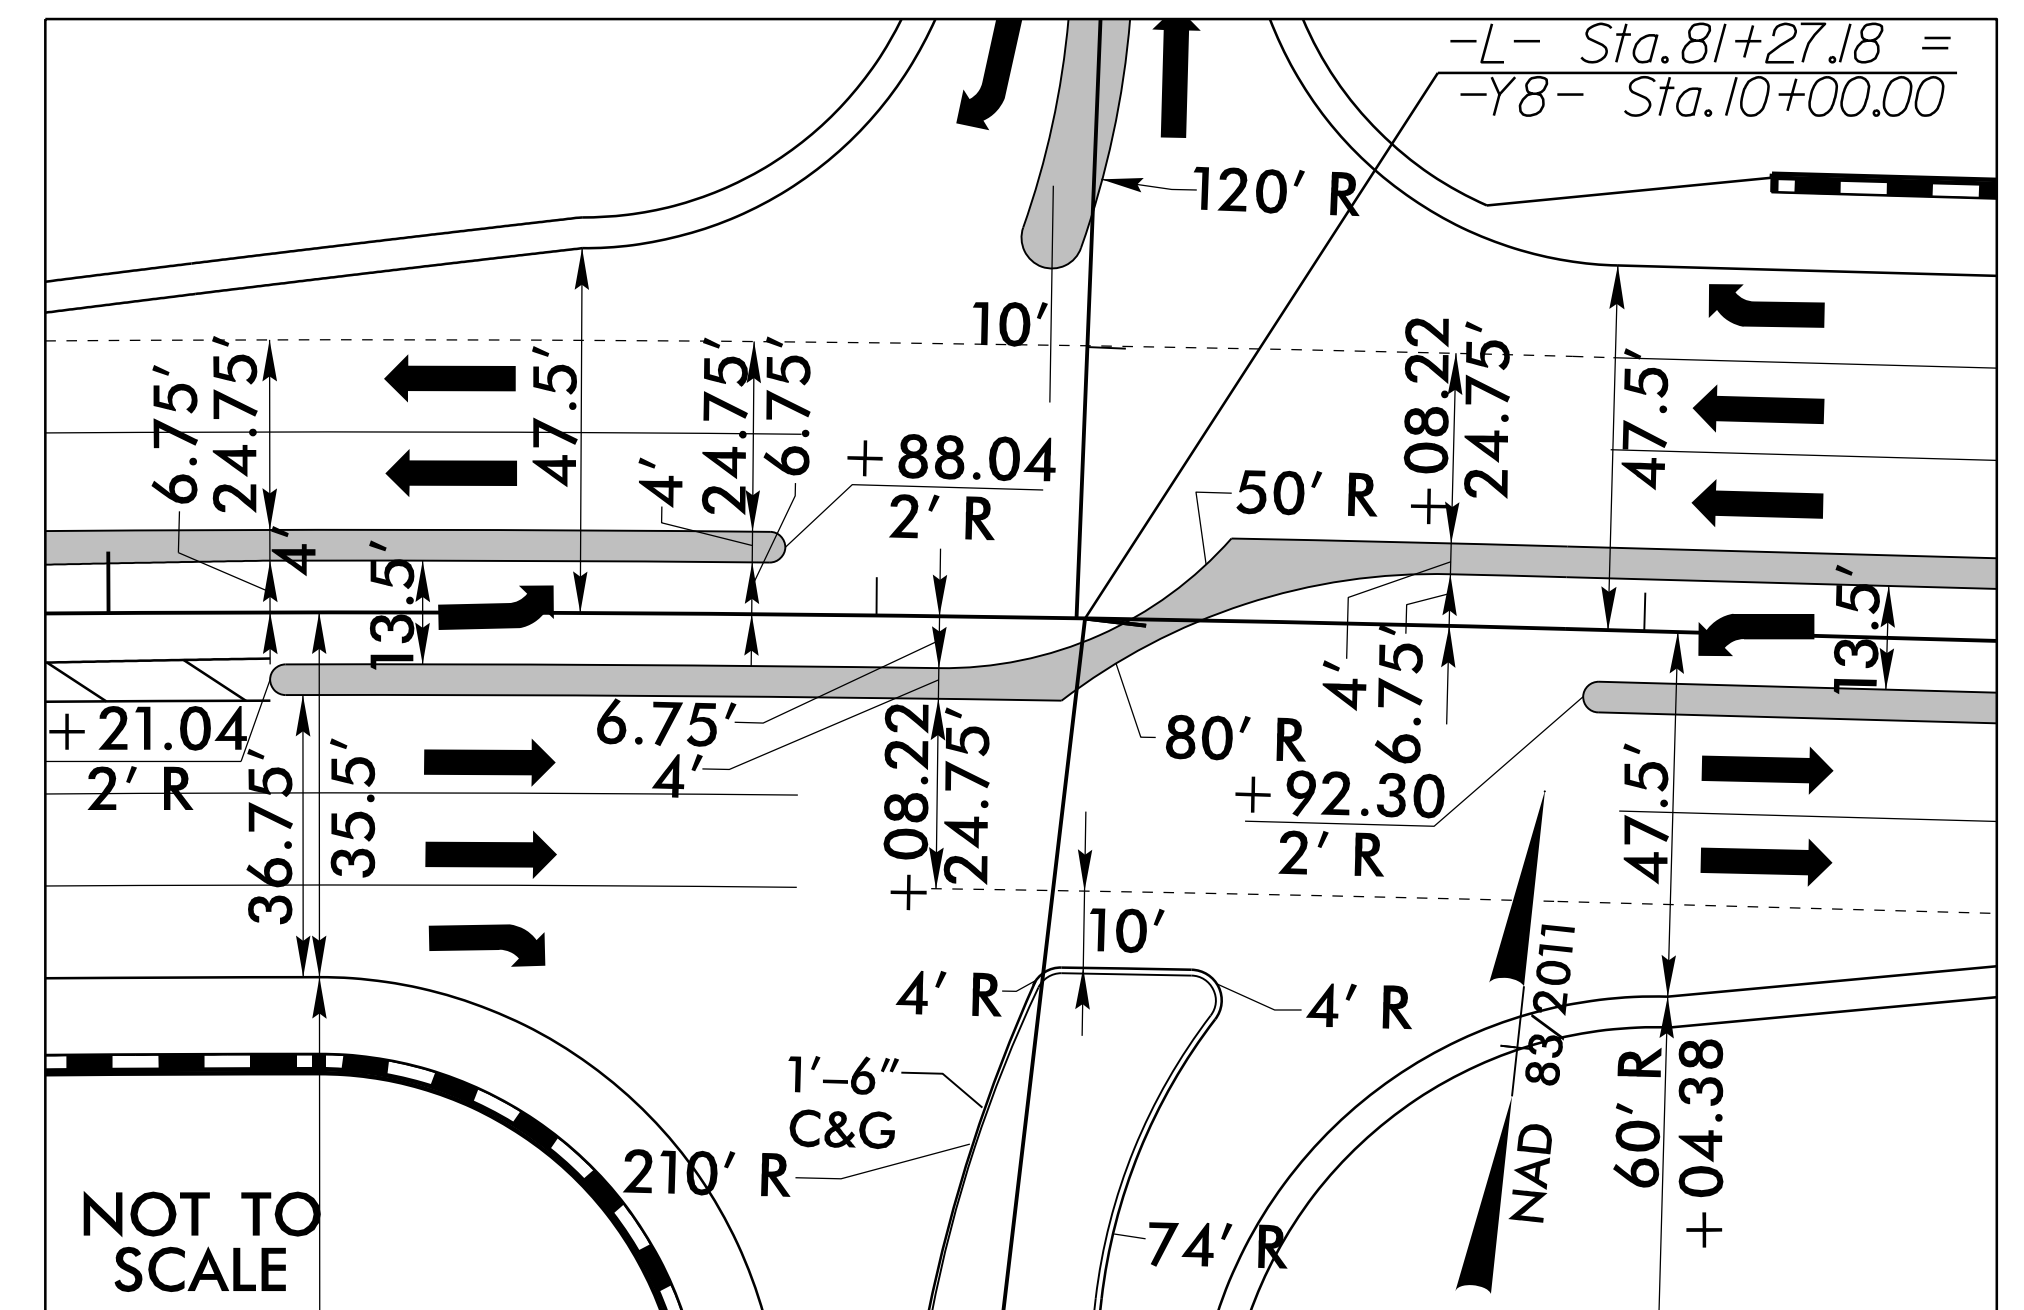 -L- Sta. 81+27.18 =
-Y8- Sta. 10+00.00
120' R
10'
6.75'
24.75'
47.5'
24.75'
6.75'
4'
+88.04
2' R
50' R
+08.22
24.75'
47.5'
4'
13.5'
13.5'
4'
6.75'
+21.04
2' R
36.75'
35.5'
6.75'
4'
+08.22
24.75'
80' R
+92.30
2' R
47.5'
10'
4' R
4' R
1'-6"
C&G
210' R
74' R
NAD 83/2011
60' R
+04.38
NOT TO
SCALE